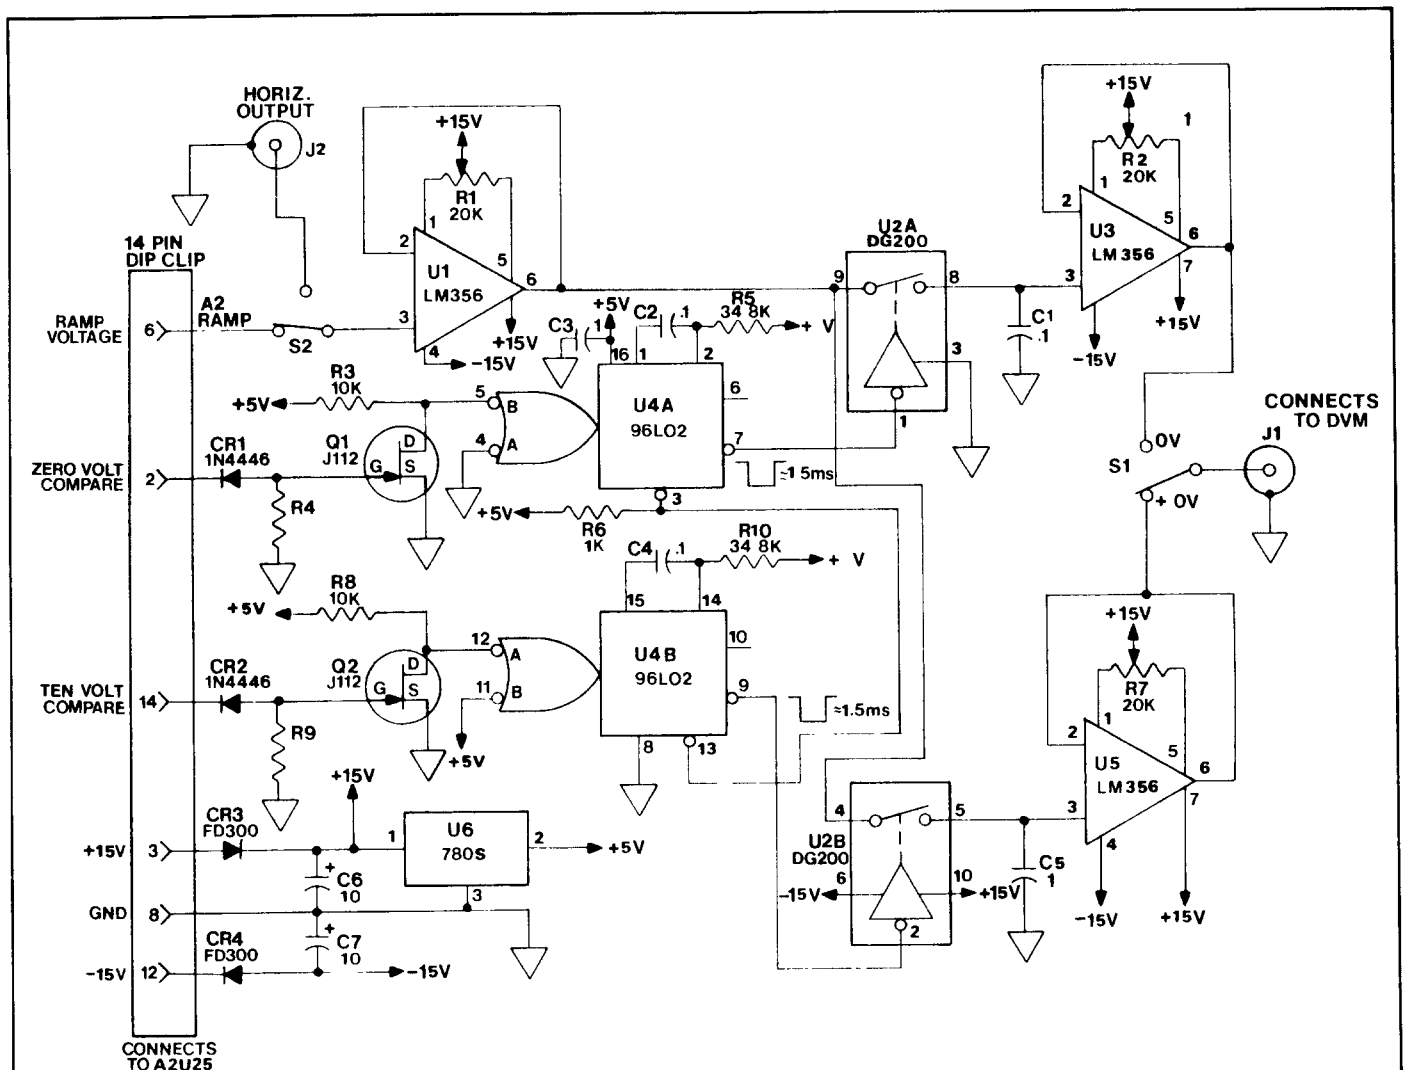 HORIZ.
OUTPUT
J2
+15V
R1
20K
1
2
3
4
5
6
U1
LM356
+15V
-15V
+15V
1
R2
20K
1
2
3
5
6
7
U3
LM356
-15V
+15V
14 PIN
DIP CLIP
A2
RAMP
RAMP
VOLTAGE
6
S2
U2A
DG200
9
8
3
1
C1
.1
+5V
C3
.1
16
C2
.1
1
2
R5
34 8K
+ V
R3
10K
+5V
5
B
4
A
U4A
96L02
6
7
3
≈1 5ms
CR1
1N4446
Q1
J112
D
G
S
ZERO VOLT
COMPARE
2
R4
+5V
R6
1K
0V
S1
+ 0V
CONNECTS
TO DVM
J1
C4
.1
R10
34 8K
+ V
15
14
R8
10K
+5V
12
A
11
B
+5V
U4B
96L02
10
9
8
13
≈1.5ms
CR2
1N4446
Q2
J112
D
G
S
TEN VOLT
COMPARE
14
R9
+15V
R7
20K
1
2
3
4
5
6
7
U5
LM356
-15V
+15V
+15V
CR3
FD300
+15V
3
1
U6
780S
2
3
+5V
+
C6
10
GND
8
CR4
FD300
+
C7
10
-15V
12
-15V
4
5
U2B
DG200
6
10
-15V
+15V
2
C5
1
CONNECTS
TO A2U25